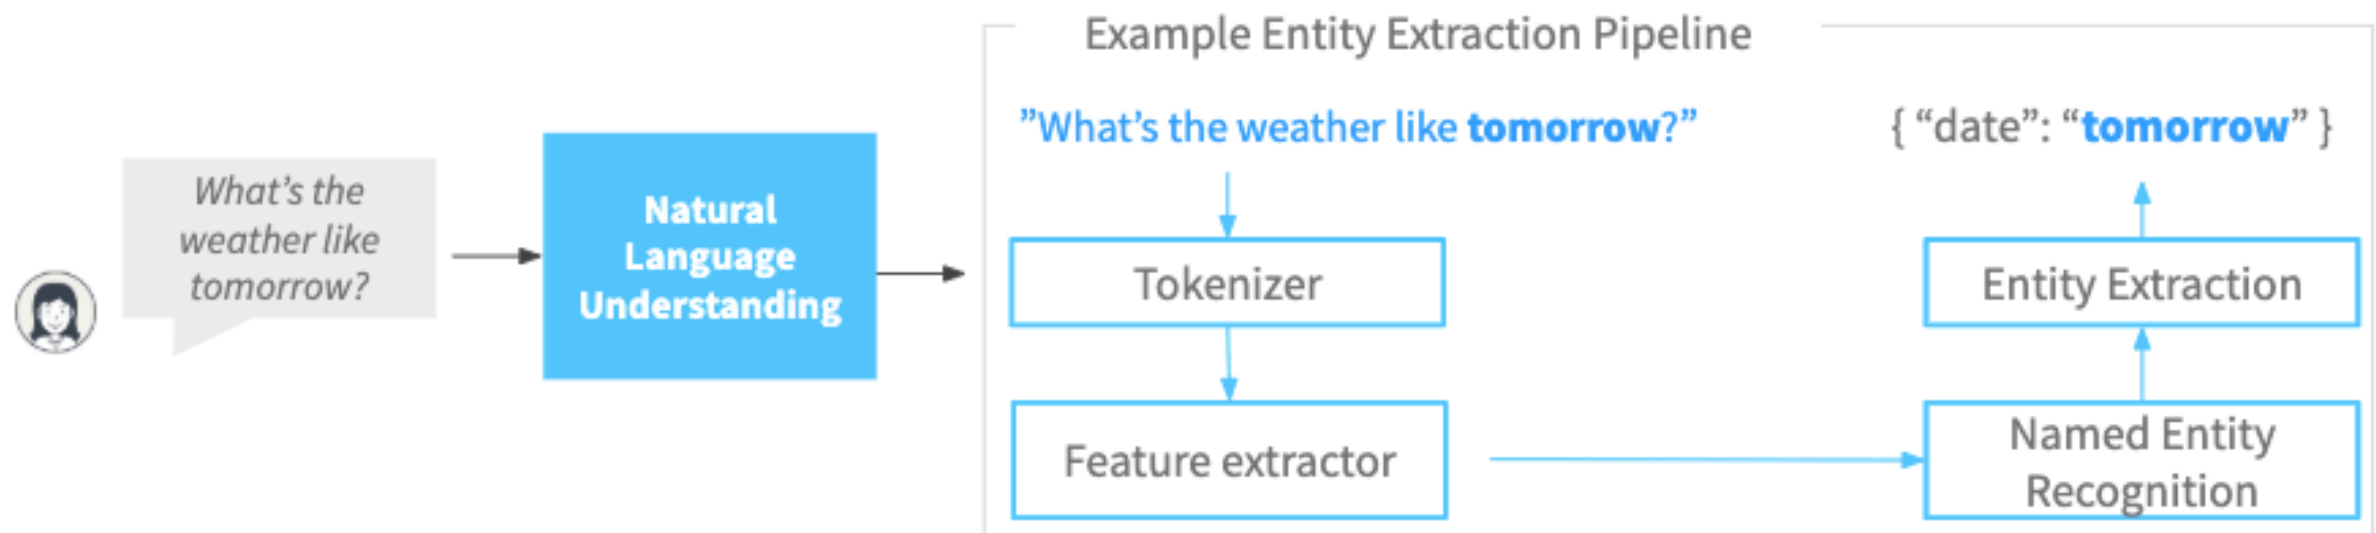 Example Entity Extraction Pipeline
What’s the
weather like
tomorrow?
Natural
Language
Understanding
”What’s the weather like tomorrow?”
Tokenizer
Feature extractor
Named Entity
Recognition
Entity Extraction
{ “date”: “tomorrow” }